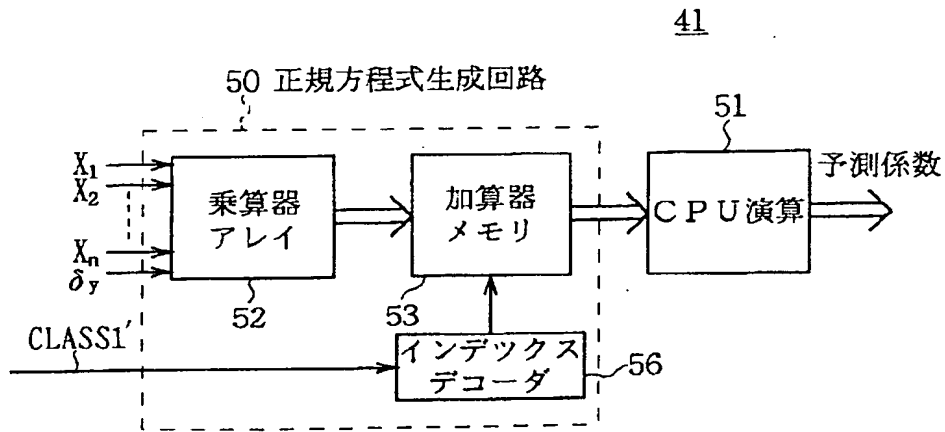 41
50 正規方程式生成回路
51
X₁
X₂
Xₙ
δy
乗算器
アレイ
加算器
メモリ
CPU演算
予測係数
52
53
CLASS1′
インデックス
デコーダ
56